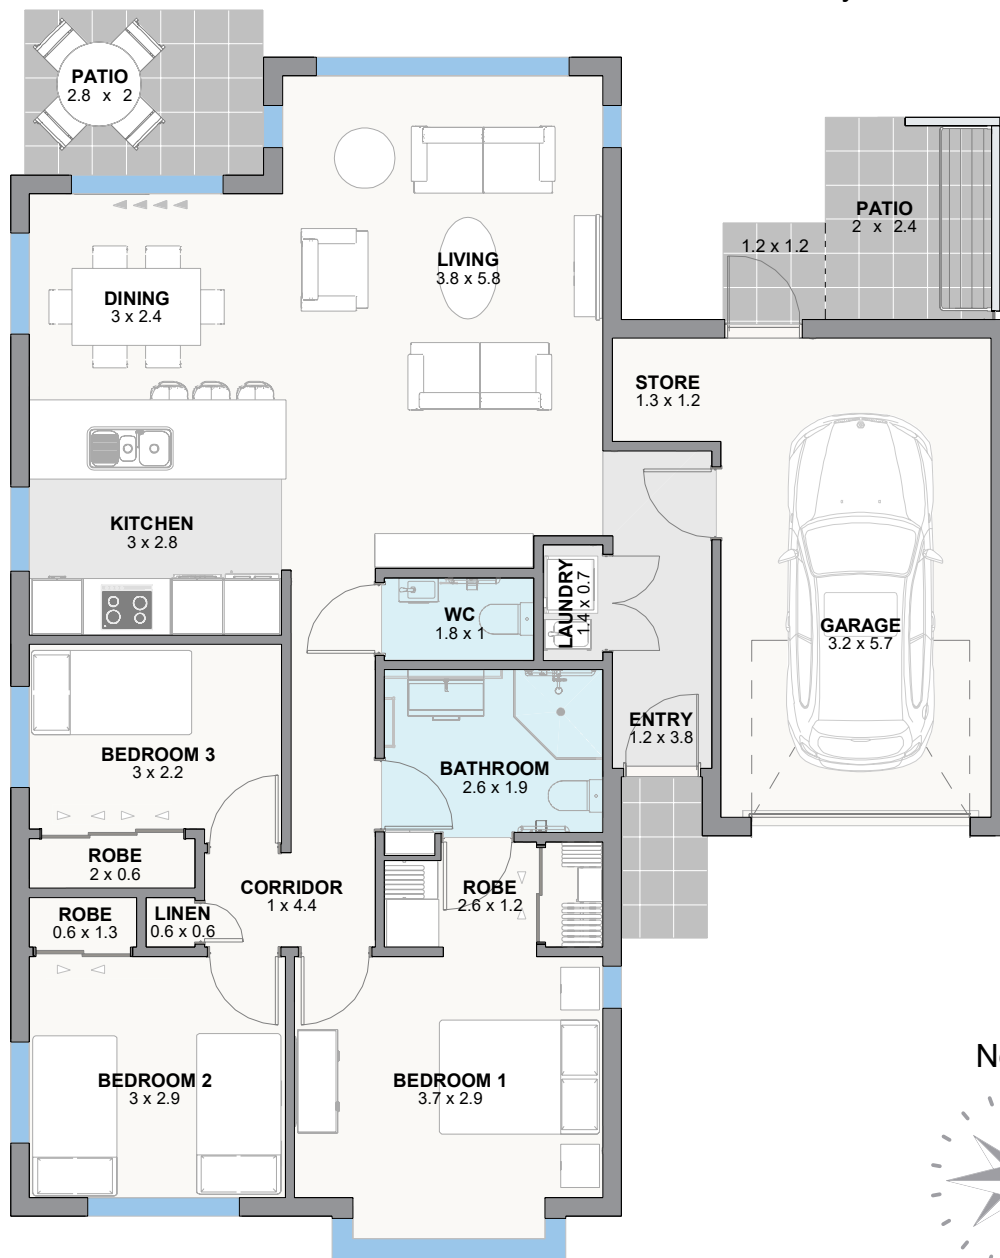 PATIO
2.8 x 2
PATIO
2 x 2.4
1.2 x 1.2
LIVING
3.8 x 5.8
DINING
3 x 2.4
STORE
1.3 x 1.2
KITCHEN
3 x 2.8
LAUNDRY
1.4 x 0.7
WC
1.8 x 1
GARAGE
3.2 x 5.7
ENTRY
1.2 x 3.8
BEDROOM 3
3 x 2.2
BATHROOM
2.6 x 1.9
ROBE
2 x 0.6
CORRIDOR
1 x 4.4
ROBE
2.6 x 1.2
ROBE
0.6 x 1.3
LINEN
0.6 x 0.6
BEDROOM 2
3 x 2.9
BEDROOM 1
3.7 x 2.9